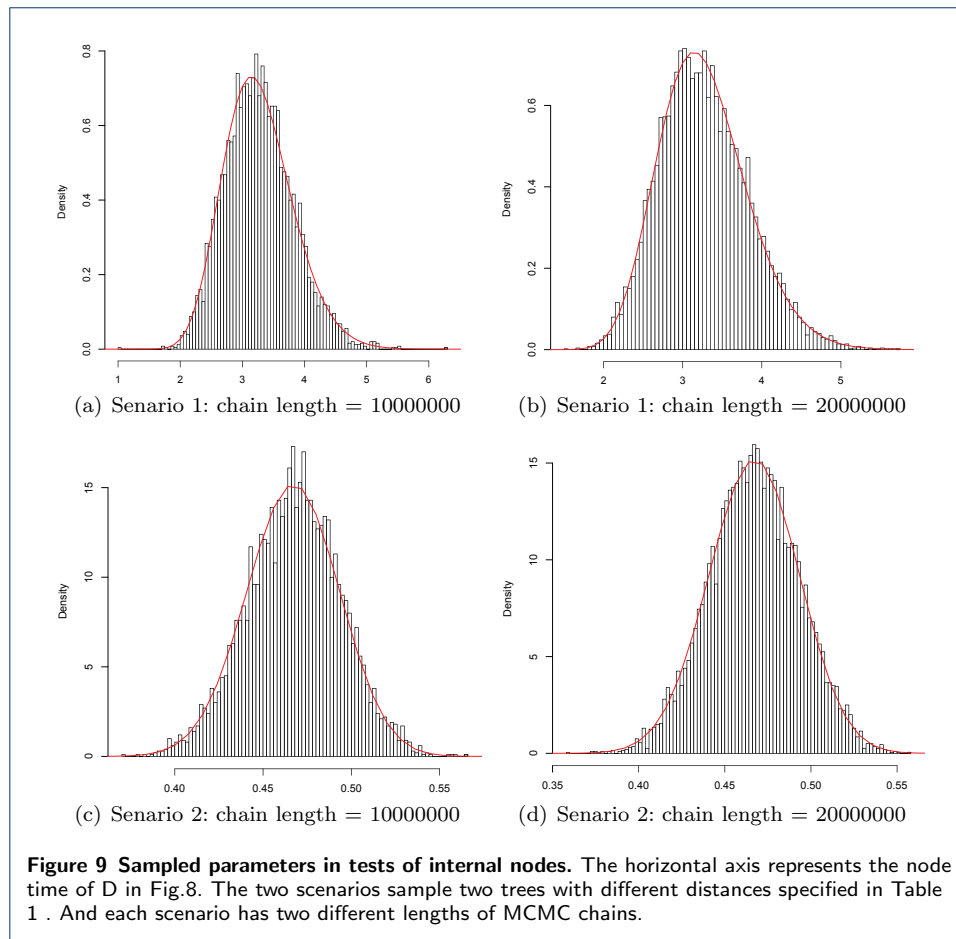 0.8
0.6
0.4
0.2
0.0
Density
1 2 3 4 5 6
(a) Senario 1: chain length = 10000000
0.6
0.4
0.2
0.0
Density
2 3 4 5
(b) Senario 1: chain length = 20000000
15
10
5
0
Density
0.40 0.45 0.50 0.55
(c) Senario 2: chain length = 10000000
15
10
5
0
Density
0.35 0.40 0.45 0.50 0.55
(d) Senario 2: chain length = 20000000
Figure 9 Sampled parameters in tests of internal nodes. The horizontal axis represents the node
time of D in Fig.8. The two scenarios sample two trees with different distances specified in Table
1 . And each scenario has two different lengths of MCMC chains.